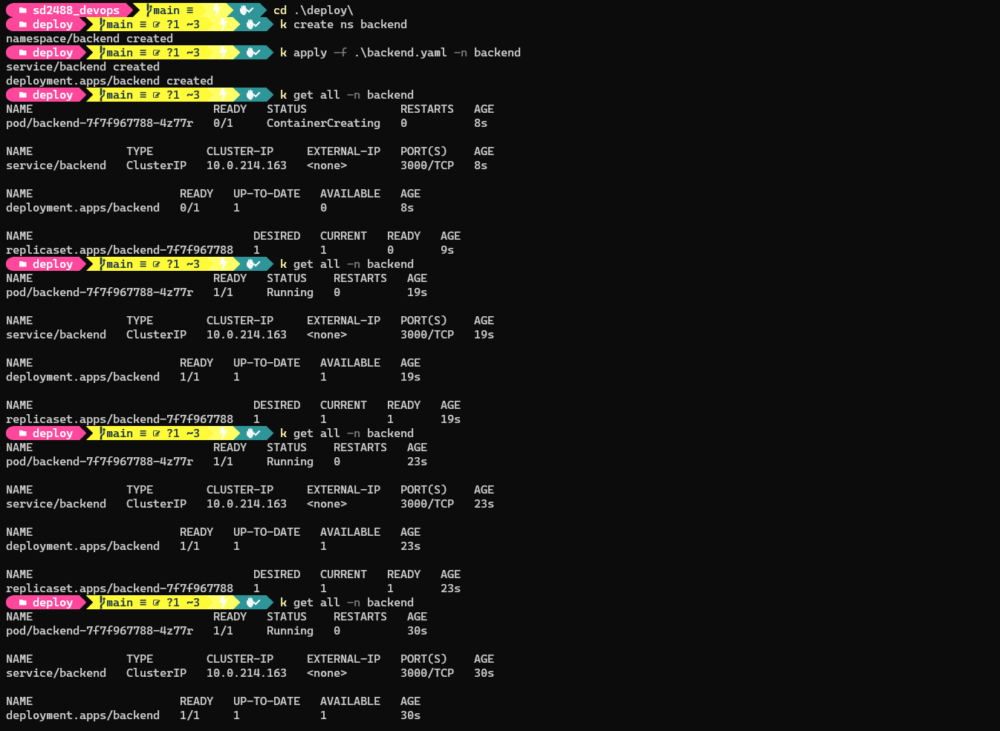 sd2488_devops main ≡ cd .\deploy\
deploy main ≡ ?1 ~3 k create ns backend
namespace/backend created
deploy main ≡ ?1 ~3 k apply -f .\backend.yaml -n backend
service/backend created
deployment.apps/backend created
deploy main ≡ ?1 ~3 k get all -n backend
NAME READY STATUS RESTARTS AGE
pod/backend-7f7f967788-4z77r 0/1 ContainerCreating 0 8s
NAME TYPE CLUSTER-IP EXTERNAL-IP PORT(S) AGE
service/backend ClusterIP 10.0.214.163 <none> 3000/TCP 8s
NAME READY UP-TO-DATE AVAILABLE AGE
deployment.apps/backend 0/1 1 0 8s
NAME DESIRED CURRENT READY AGE
replicaset.apps/backend-7f7f967788 1 1 0 9s
deploy main ≡ ?1 ~3 k get all -n backend
NAME READY STATUS RESTARTS AGE
pod/backend-7f7f967788-4z77r 1/1 Running 0 19s
NAME TYPE CLUSTER-IP EXTERNAL-IP PORT(S) AGE
service/backend ClusterIP 10.0.214.163 <none> 3000/TCP 19s
NAME READY UP-TO-DATE AVAILABLE AGE
deployment.apps/backend 1/1 1 1 19s
NAME DESIRED CURRENT READY AGE
replicaset.apps/backend-7f7f967788 1 1 1 19s
deploy main ≡ ?1 ~3 k get all -n backend
NAME READY STATUS RESTARTS AGE
pod/backend-7f7f967788-4z77r 1/1 Running 0 23s
NAME TYPE CLUSTER-IP EXTERNAL-IP PORT(S) AGE
service/backend ClusterIP 10.0.214.163 <none> 3000/TCP 23s
NAME READY UP-TO-DATE AVAILABLE AGE
deployment.apps/backend 1/1 1 1 23s
NAME DESIRED CURRENT READY AGE
replicaset.apps/backend-7f7f967788 1 1 1 23s
deploy main ≡ ?1 ~3 k get all -n backend
NAME READY STATUS RESTARTS AGE
pod/backend-7f7f967788-4z77r 1/1 Running 0 30s
NAME TYPE CLUSTER-IP EXTERNAL-IP PORT(S) AGE
service/backend ClusterIP 10.0.214.163 <none> 3000/TCP 30s
NAME READY UP-TO-DATE AVAILABLE AGE
deployment.apps/backend 1/1 1 1 30s